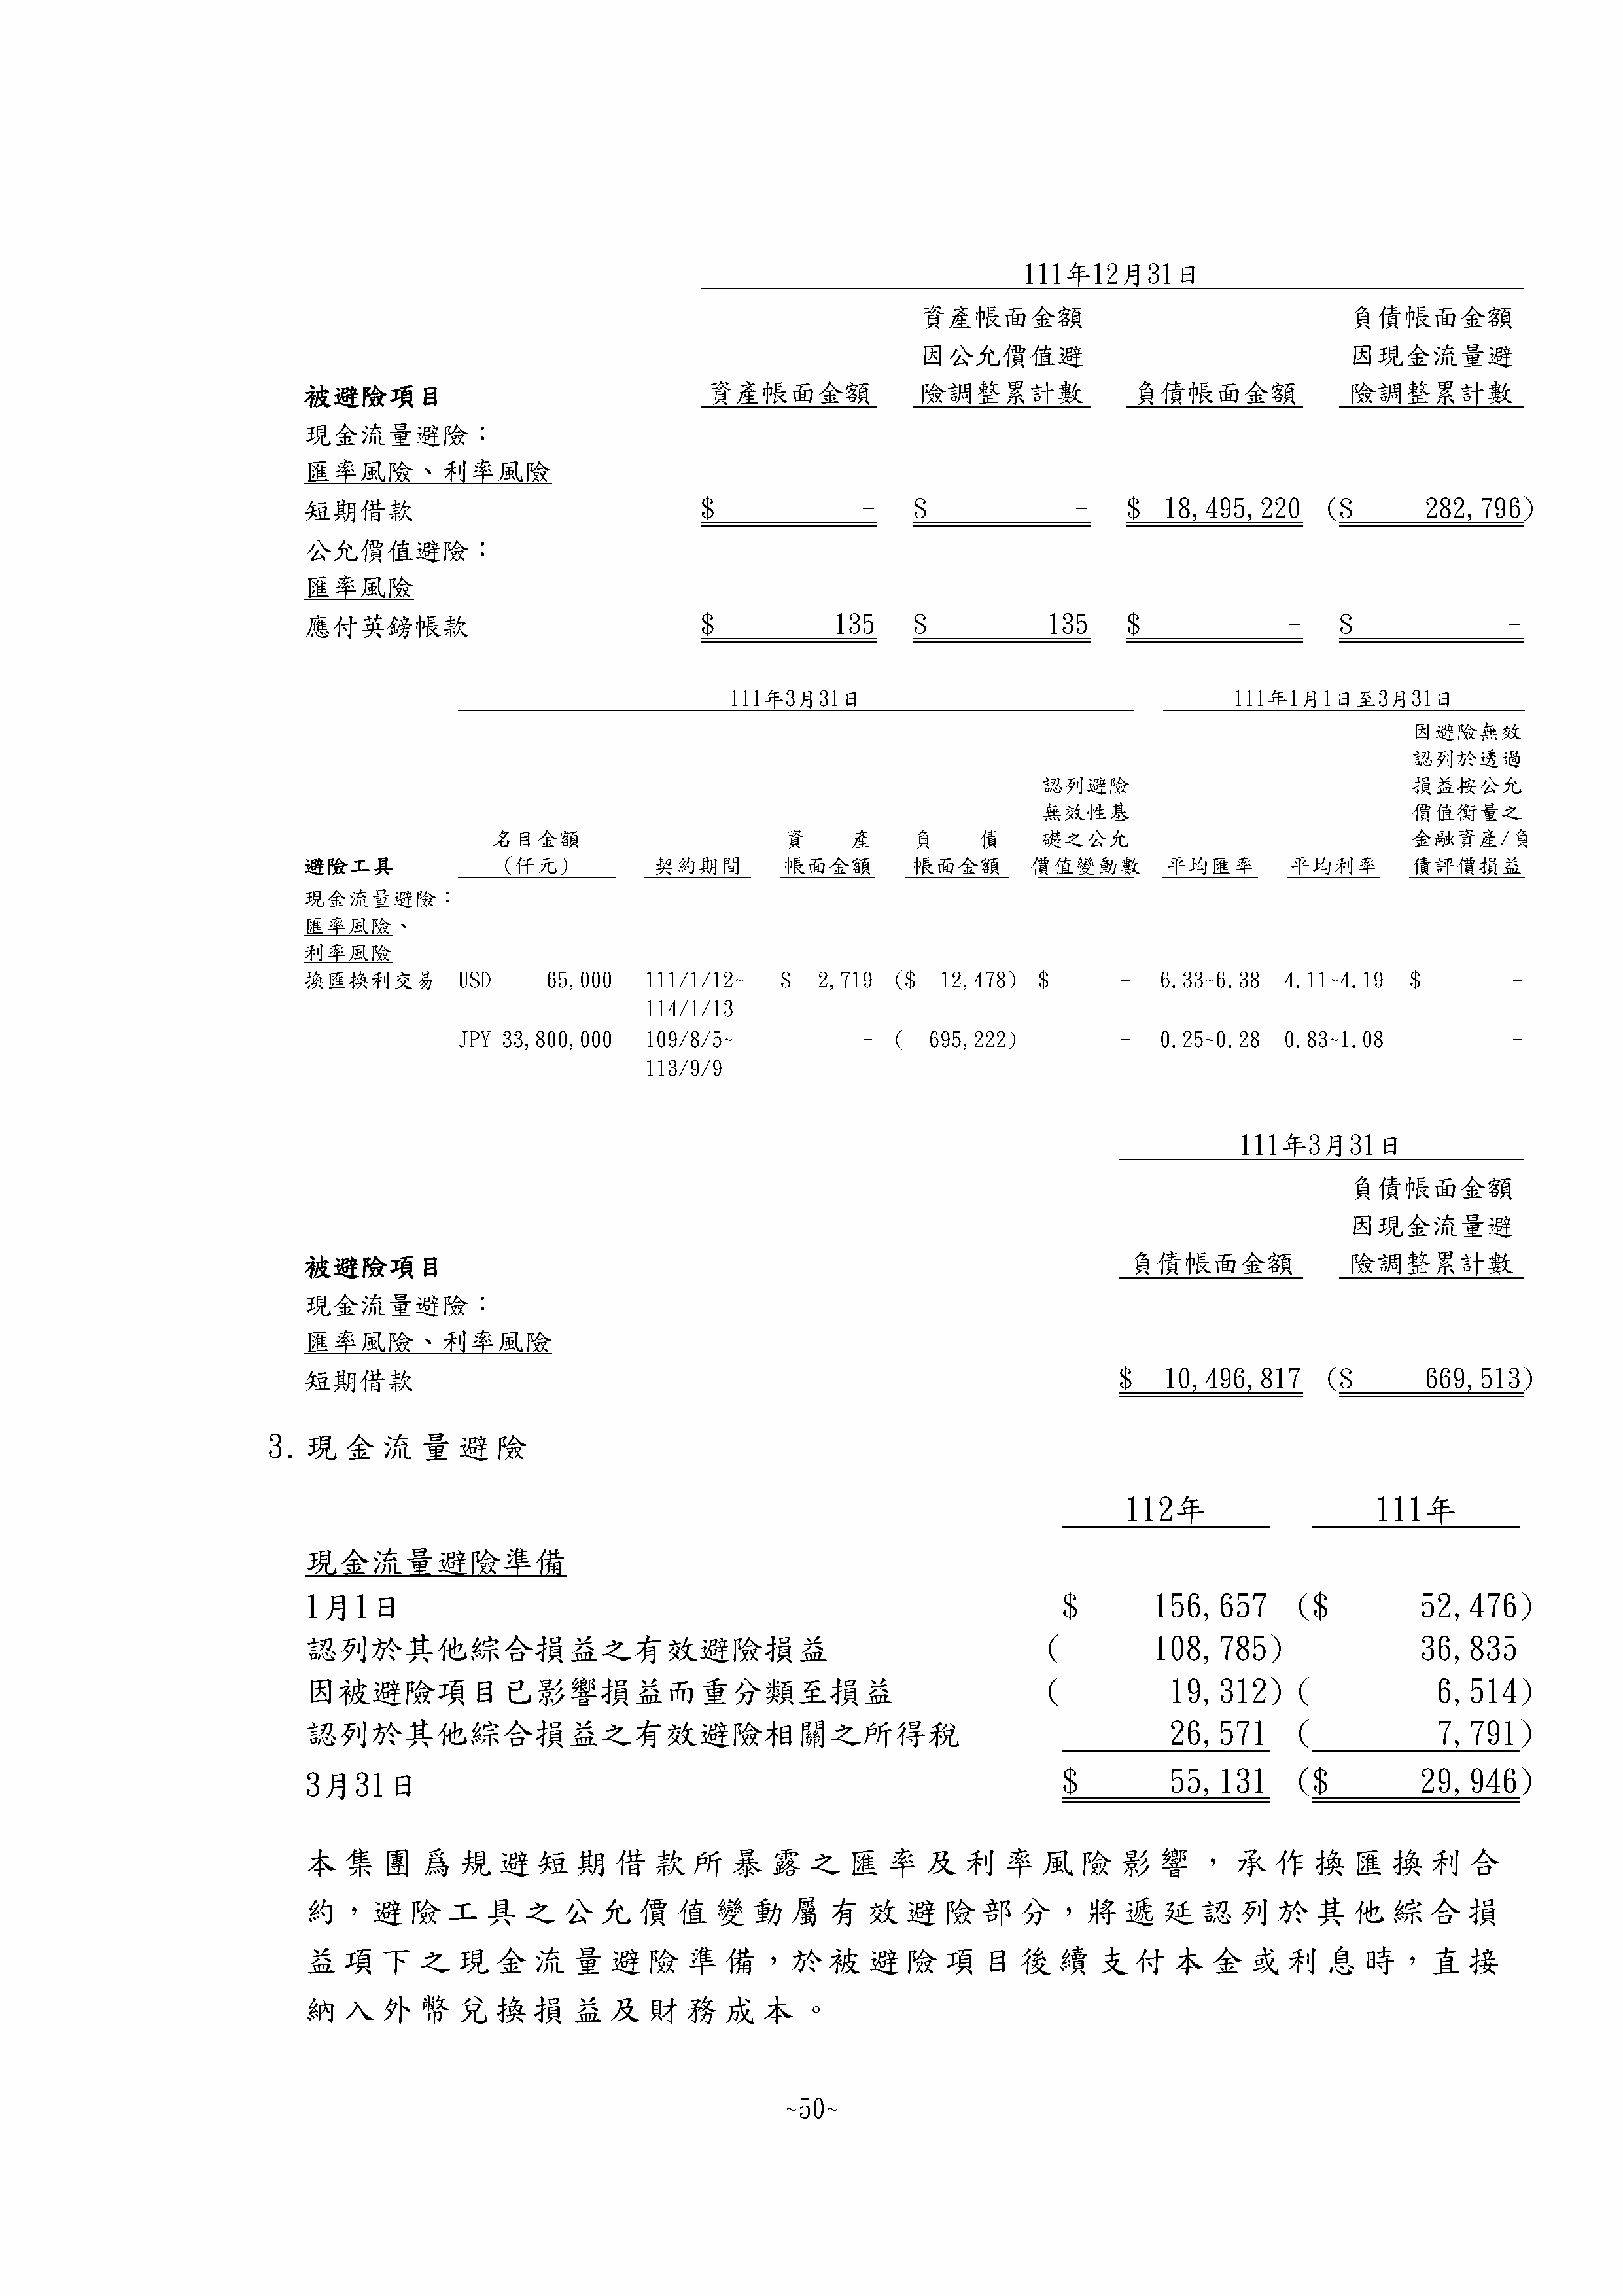 111年12月31日
資產帳面金額 負債帳面金額
因公允價值避 因現金流量避
被避險項目 資產帳面金額 險調整累計數 負債帳面金額 險調整累計數
現金流量避險：
匯率風險、利率風險
短期借款 $ - $ - $ 18,495,220 ($ 282,796)
公允價值避險：
匯率風險
應付英鎊帳款 $ 135 $ 135 $ - $ -
111年3月31日 111年1月1日至3月31日
因避險無效
認列於透過
認列避險 損益按公允
無效性基 價值衡量之
名目金額 資 產 負 債 礎之公允 金融資產/負
避險工具 (仟元) 契約期間 帳面金額 帳面金額 價值變動數 平均匯率 平均利率 債評價損益
現金流量避險：
匯率風險、
利率風險
換匯換利交易 USD 65,000 111/1/12~ $ 2,719 ($ 12,478) $ - 6.33~6.38 4.11~4.19 $ -
114/1/13
JPY 33,800,000 109/8/5~ - ( 695,222) - 0.25~0.28 0.83~1.08 -
113/9/9
111年3月31日
負債帳面金額
因現金流量避
被避險項目 負債帳面金額 險調整累計數
現金流量避險：
匯率風險、利率風險
短期借款 $ 10,496,817 ($ 669,513)
3.現金流量避險
112年 111年
現金流量避險準備
1月1日 $ 156,657 ($ 52,476)
認列於其他綜合損益之有效避險損益 ( 108,785) 36,835
因被避險項目已影響損益而重分類至損益 ( 19,312) ( 6,514)
認列於其他綜合損益之有效避險相關之所得稅 26,571 ( 7,791)
3月31日 $ 55,131 ($ 29,946)
本集團為規避短期借款所暴露之匯率及利率風險影響，承作換匯換利合
約，避險工具之公允價值變動屬有效避險部分，將遞延認列於其他綜合損
益項下之現金流量避險準備，於被避險項目後續支付本金或利息時，直接
納入外幣兌換損益及財務成本。
~50~